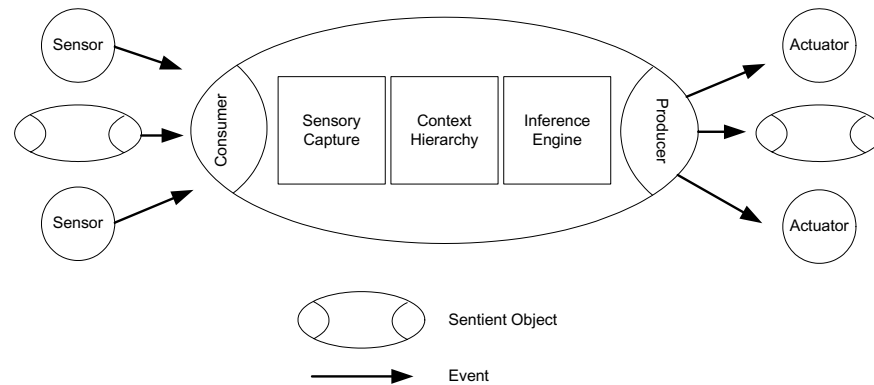 Sensor
Actuator
Consumer
Sensory
Capture
Context
Hierarchy
Inference
Engine
Producer
Sensor
Actuator
Sentient Object
Event